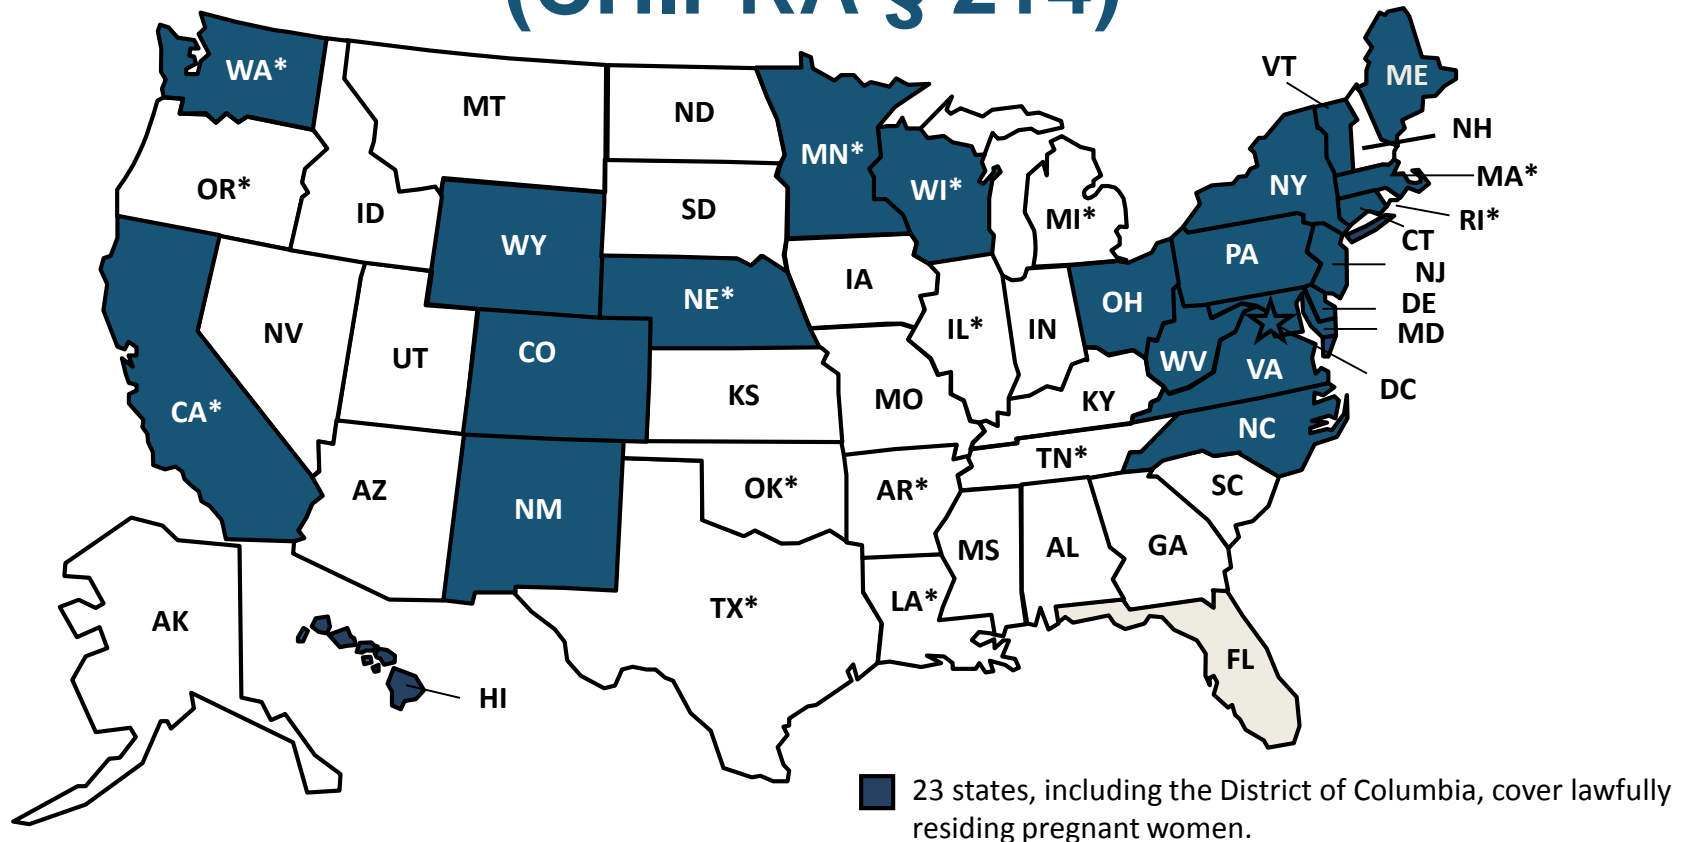 (CHIPRA § 214)
WA*
MT
ND
MN*
VT
ME
NH
OR*
ID
SD
WI*
MI*
NY
MA*
RI*
CT
WY
PA
NJ
NE*
IA
OH
DE
MD
NV
UT
CO
IL*
IN
WV
VA
DC
CA*
KS
MO
KY
NC
AZ
NM
OK*
AR*
TN*
SC
MS
AL
GA
AK
TX*
LA*
FL
HI
23 states, including the District of Columbia, cover lawfully
residing pregnant women.